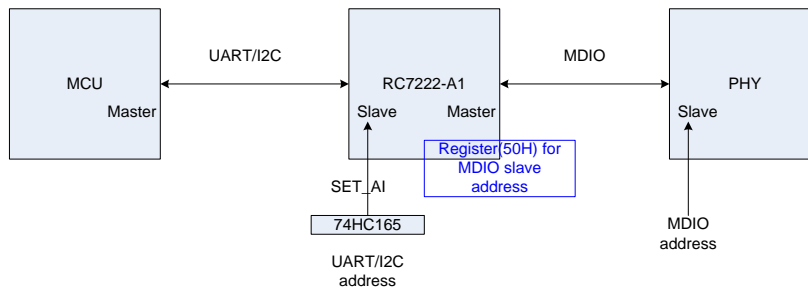 UART/I2C
MDIO
MCU
RC7222-A1
PHY
Master
Slave
Master
Slave
Register(50H) for
MDIO slave
address
SET_AI
74HC165
MDIO
address
UART/I2C
address